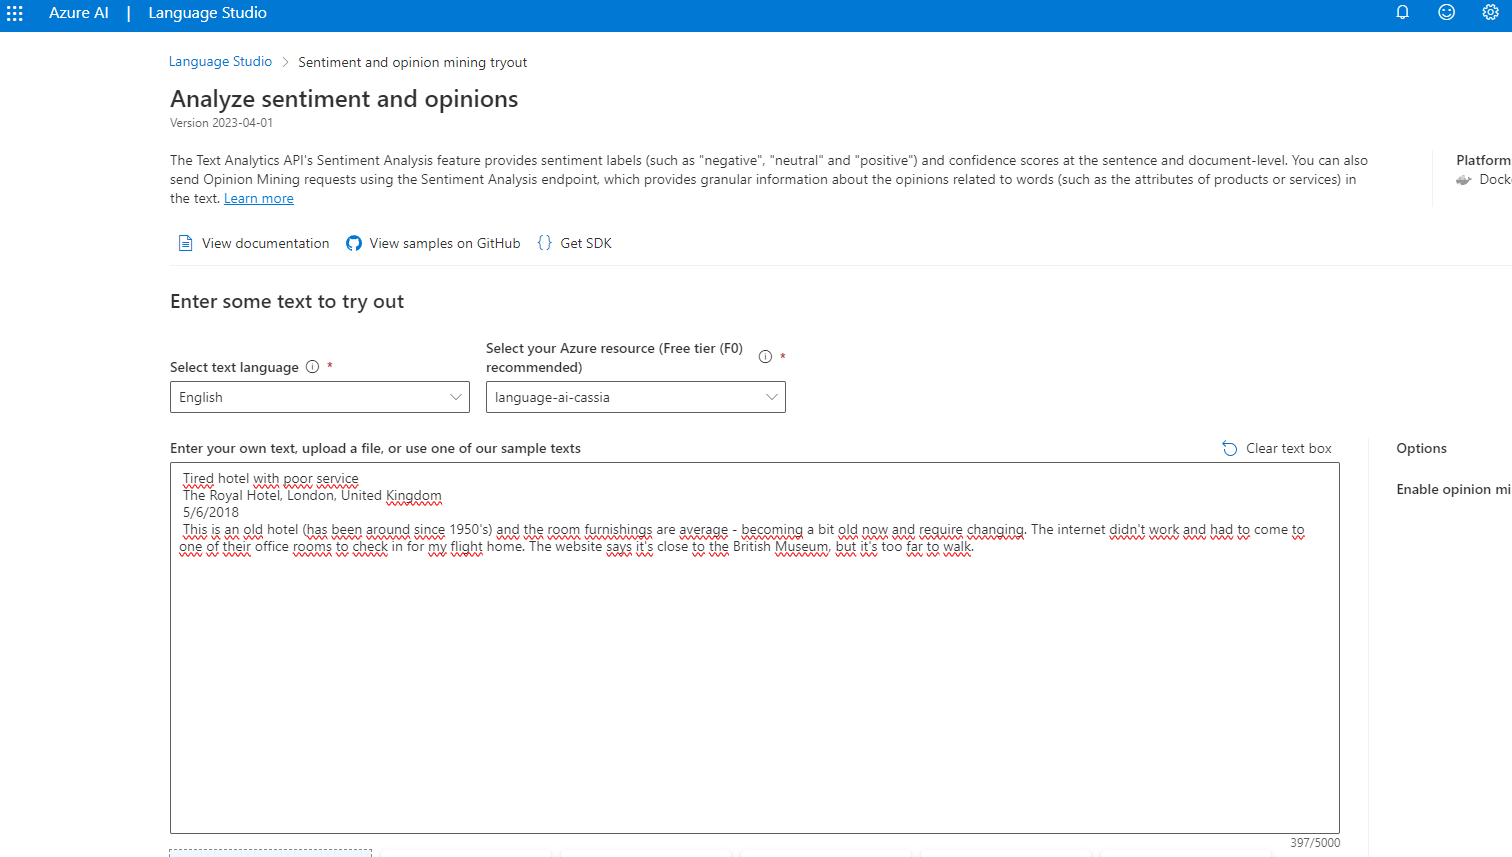 Azure AI | Language Studio
Language Studio > Sentiment and opinion mining tryout
Analyze sentiment and opinions
Version 2023-04-01
The Text Analytics API's Sentiment Analysis feature provides sentiment labels (such as "negative", "neutral" and "positive") and confidence scores at the sentence and document-level. You can also
send Opinion Mining requests using the Sentiment Analysis endpoint, which provides granular information about the opinions related to words (such as the attributes of products or services) in
the text. Learn more
Platform
Docke
View documentation View samples on GitHub {} Get SDK
Enter some text to try out
Select text language *
English
Select your Azure resource (Free tier (F0)
recommended) *
language-ai-cassia
Enter your own text, upload a file, or use one of our sample texts
Clear text box
Tired hotel with poor service
The Royal Hotel, London, United Kingdom
5/6/2018
This is an old hotel (has been around since 1950's) and the room furnishings are average - becoming a bit old now and require changing. The internet didn't work and had to come to
one of their office rooms to check in for my flight home. The website says it's close to the British Museum, but it's too far to walk.
397/5000
Options
Enable opinion mi